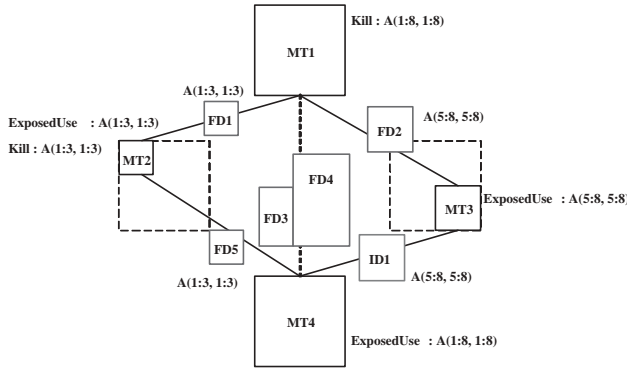 Kill : A(1:8, 1:8)
MT1
A(1:3, 1:3)
FD1
A(5:8, 5:8)
FD2
ExposedUse : A(1:3, 1:3)
Kill : A(1:3, 1:3)
MT2
FD4
FD3
MT3
ExposedUse : A(5:8, 5:8)
FD5
ID1
A(1:3, 1:3)
A(5:8, 5:8)
MT4
ExposedUse : A(1:8, 1:8)